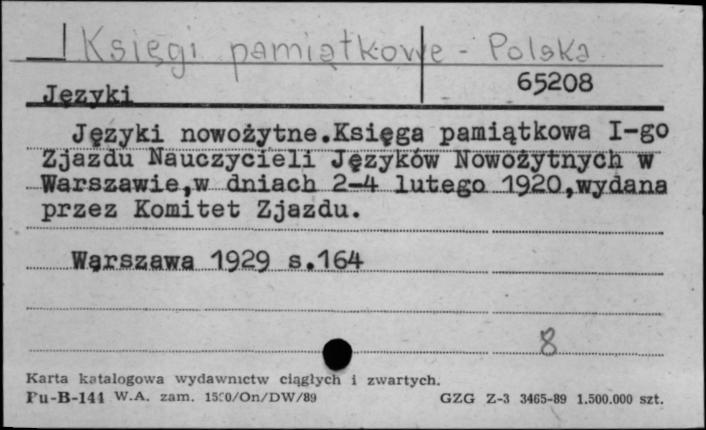 Księgi pamiątkowe - Polska
65208
Języki
Języki nowożytne.Księga pamiątkowa I-go
Zjazdu Nauczycieli Języków Nowożytnych w
Warszawie,w dniach 2-4 lutego 1920,wydana
przez Komitet Zjazdu.
Warszawa 1929 s.164
8
Karta katalogowa wydawnictw ciągłych i zwartych.
Pu-B-144 W.A. zam. 1500/On/DW/89 GZG Z-3 3465-89 1.500.000 szt.